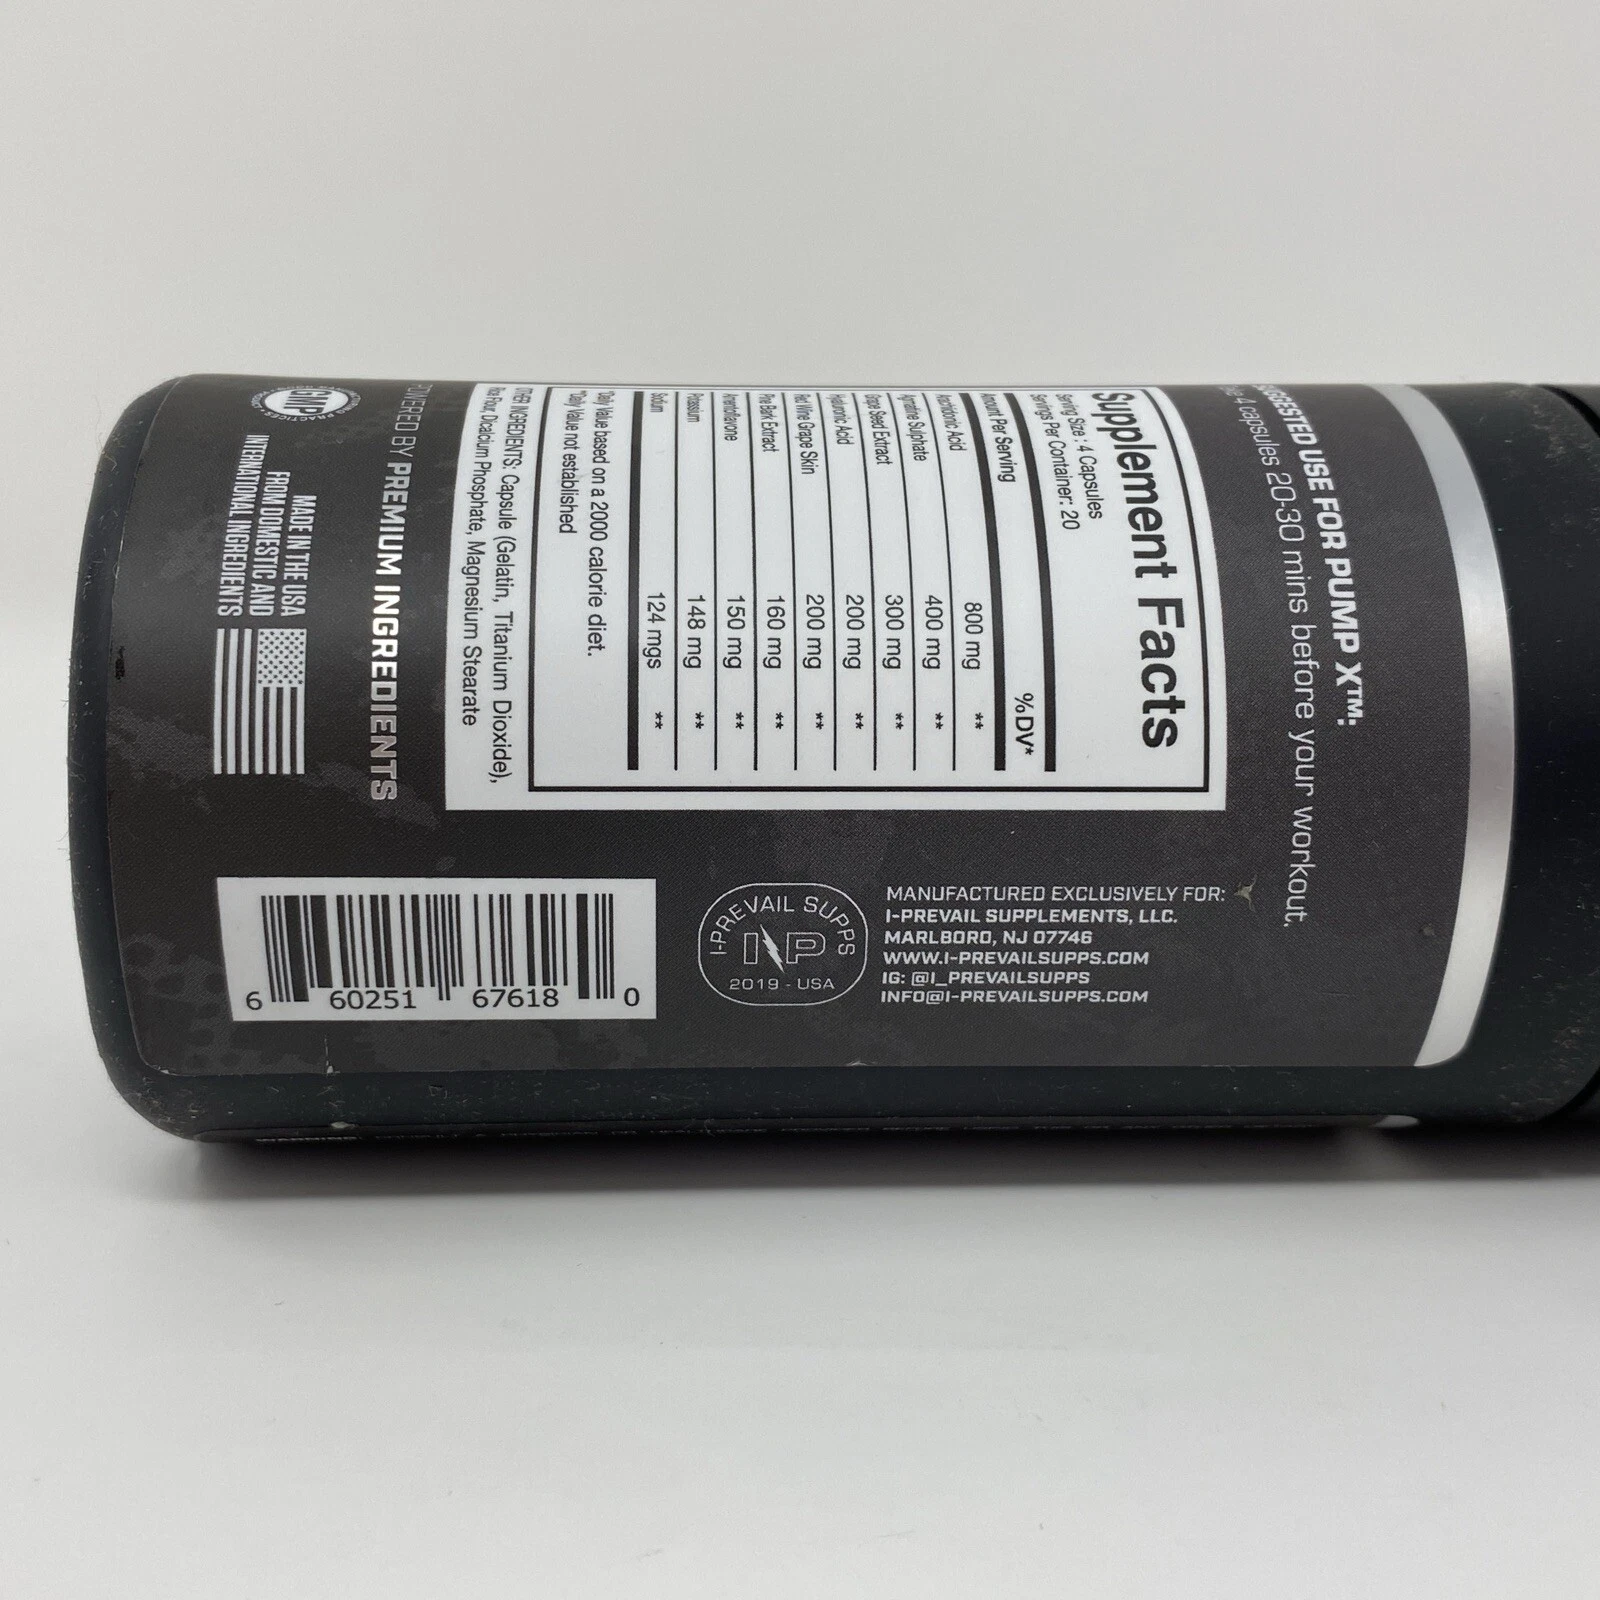 SUGGESTED USE FOR PUMP X™:
4 capsules 20-30 mins before your workout.
Supplement Facts
Serving Size : 4 Capsules
Servings Per Container: 20
Amount Per Serving %DV*
Arachidonic Acid 800 mg **
Agmatine Sulphate 400 mg **
Grape Seed Extract 300 mg **
Hyaluronic Acid 200 mg **
Red Wine Grape Skin 200 mg **
Pine Bark Extract 160 mg **
Amentoflavone 150 mg **
Potassium 148 mg **
Sodium 124 mgs **
*Daily Value based on a 2000 calorie diet.
*Daily Value not established
OTHER INGREDIENTS: Capsule (Gelatin, Titanium Dioxide),
Rice Flour, Dicalcium Phosphate, Magnesium Stearate
POWERED BY PREMIUM INGREDIENTS
GMP
MADE IN THE USA
FROM DOMESTIC AND
INTERNATIONAL INGREDIENTS
6 60251 67618 0
I-PREVAIL SUPPS
IP
2019 - USA
MANUFACTURED EXCLUSIVELY FOR:
I-PREVAIL SUPPLEMENTS, LLC.
MARLBORO, NJ 07746
WWW.I-PREVAILSUPPS.COM
IG: @I_PREVAILSUPPS
INFO@I-PREVAILSUPPS.COM